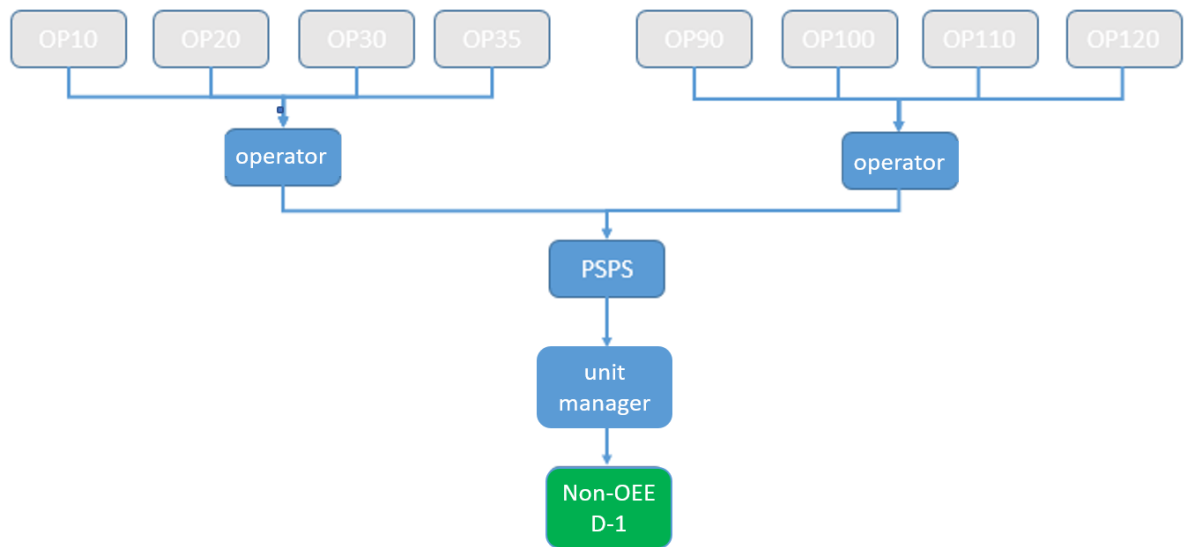 OP10 OP20 OP30 OP35 OP90 OP100 OP110 OP120
operator operator
PSPS
unit
manager
Non-OEE
D-1